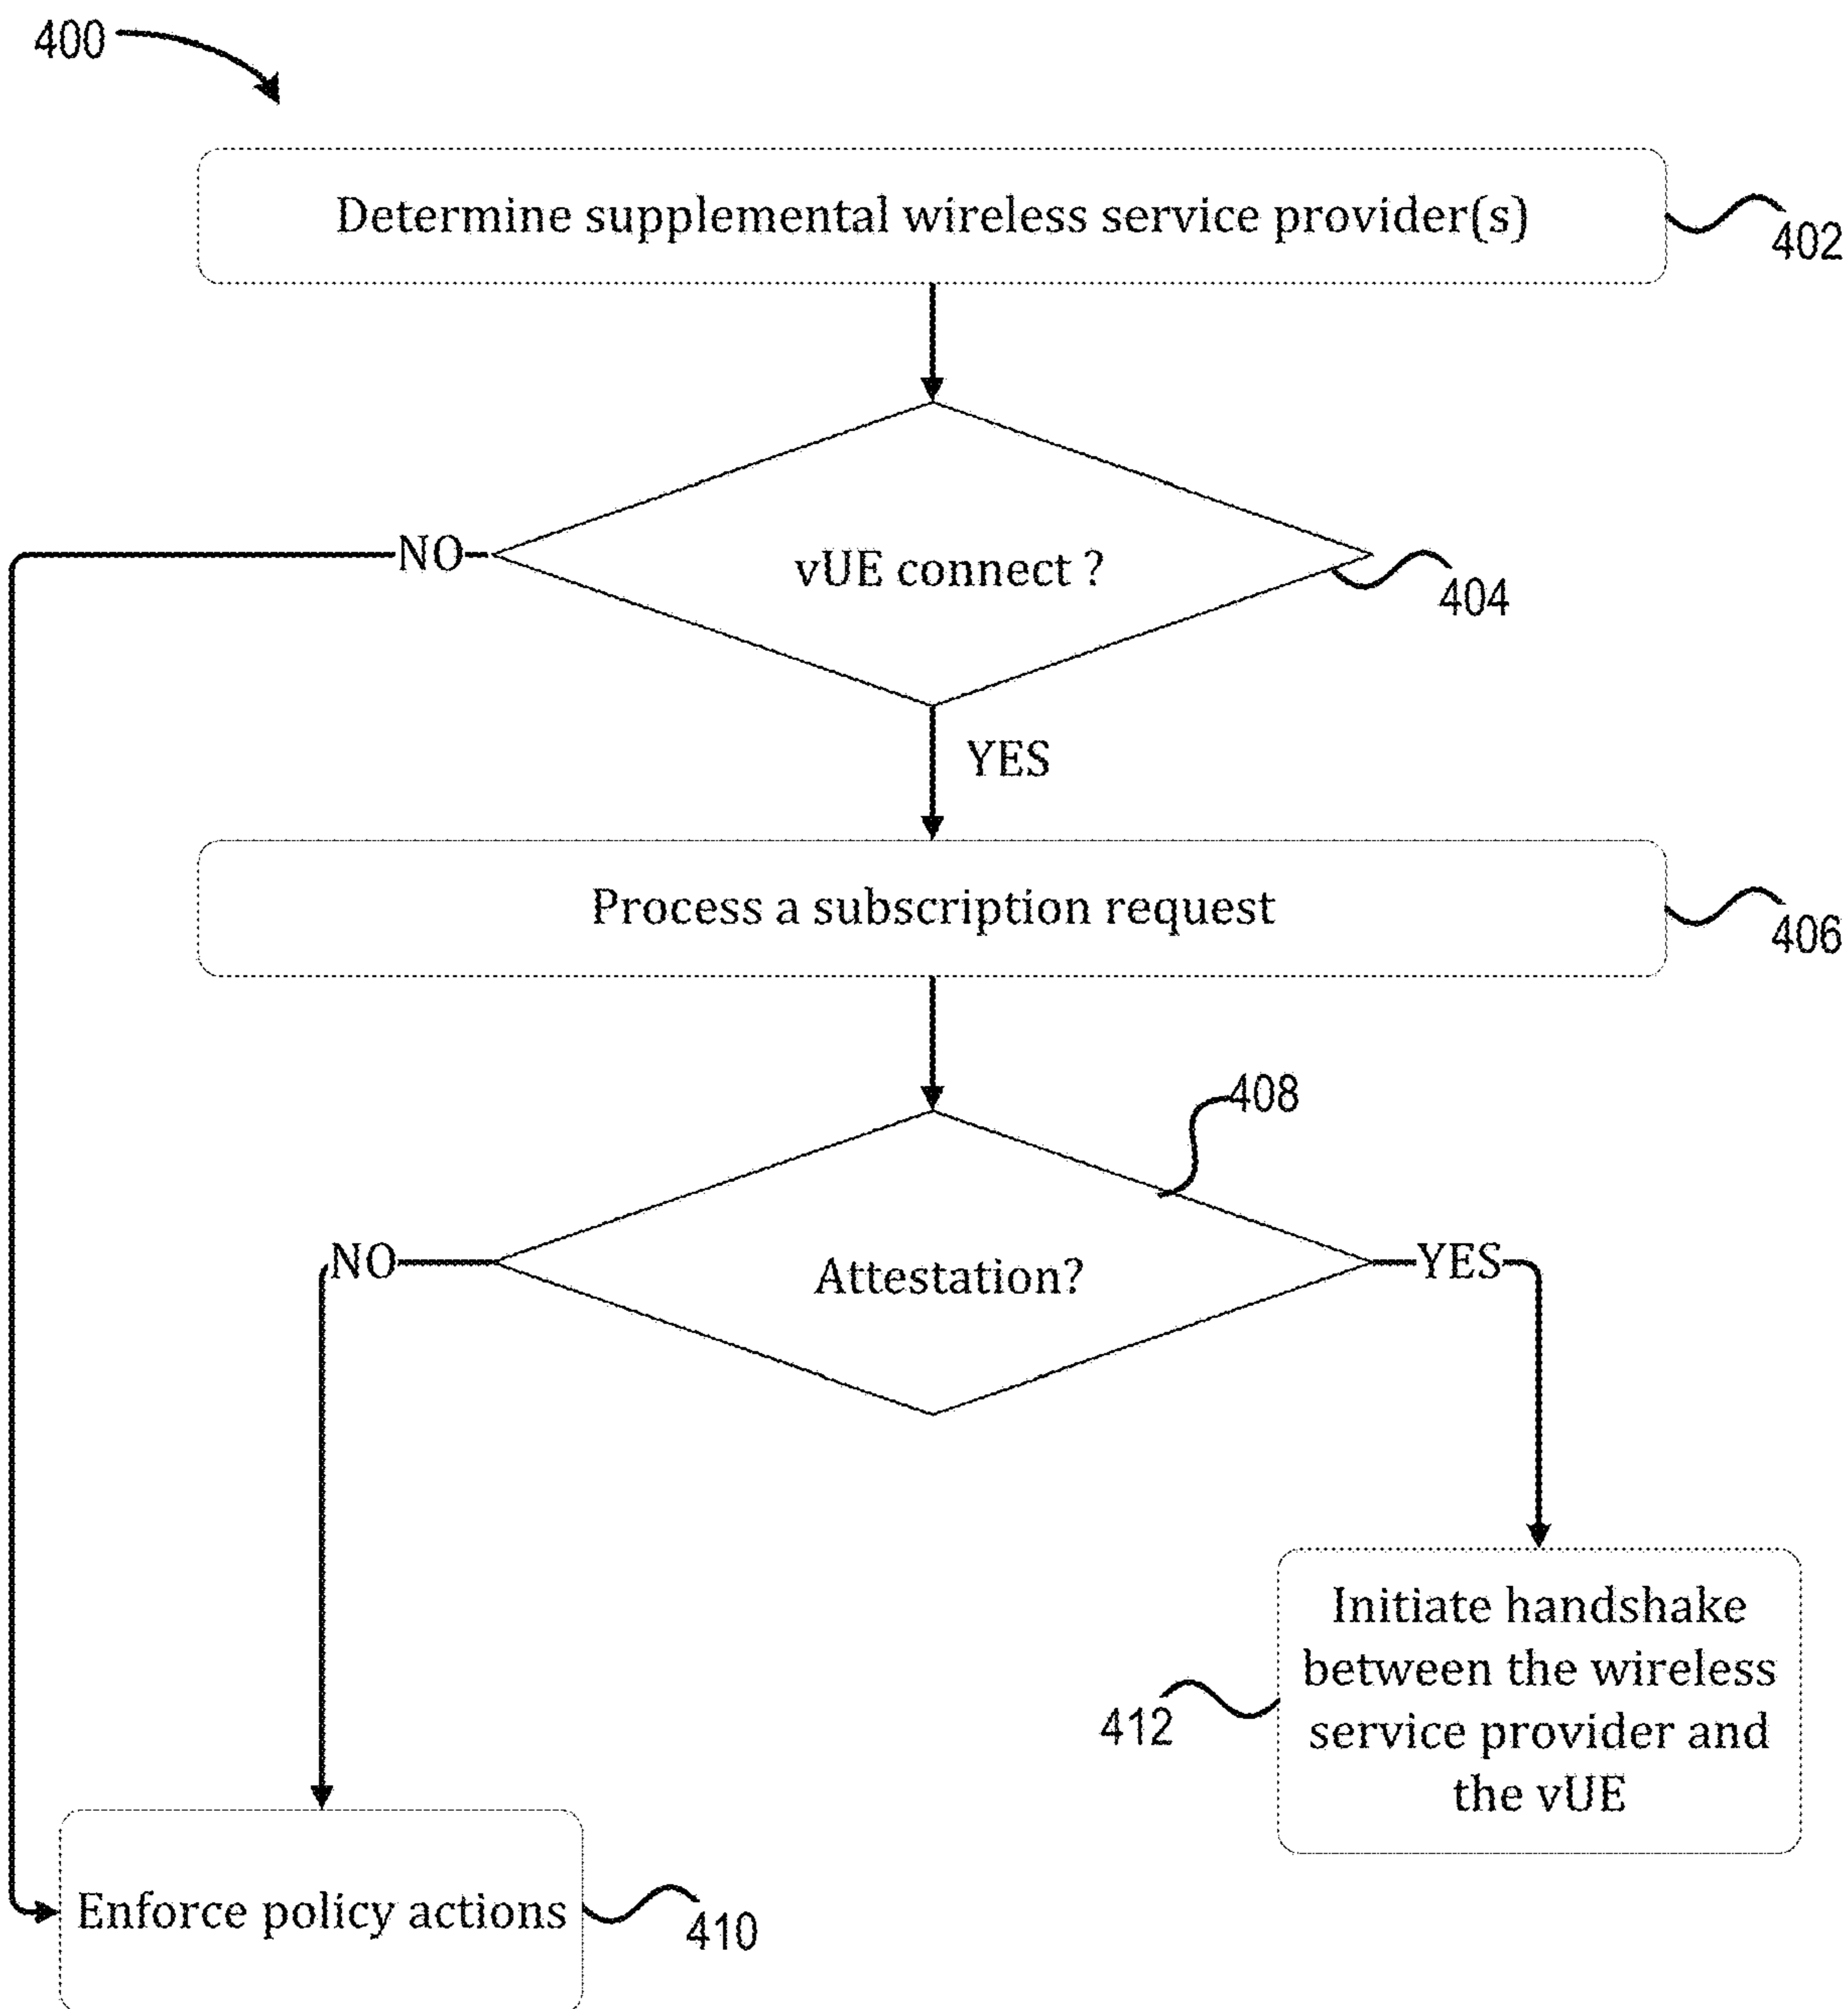 400
Determine supplemental wireless service provider(s)
402
NO
vUE connect ?
404
YES
Process a subscription request
406
408
NO
Attestation?
YES
Initiate handshake
between the wireless
service provider and
the vUE
412
Enforce policy actions
410